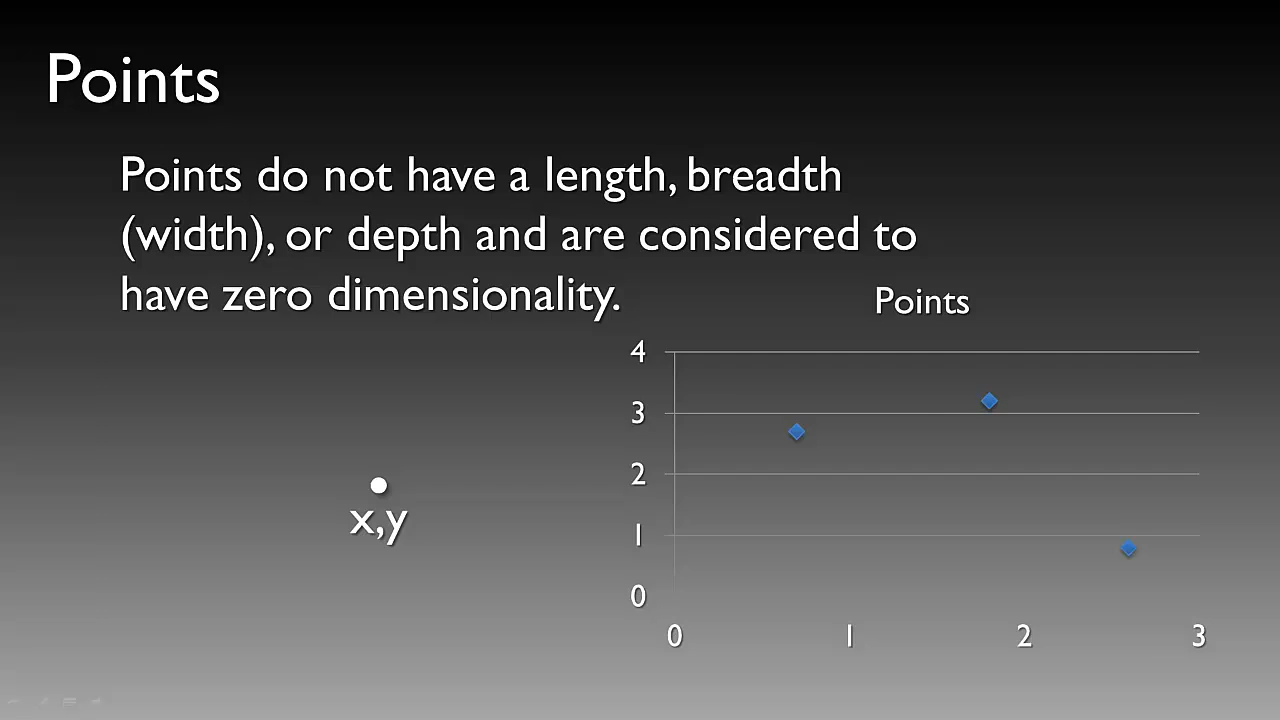 Points
Points do not have a length, breadth
(width), or depth and are considered to
have zero dimensionality.
Points
4
3
2
1
0
0 1 2 3
x,y